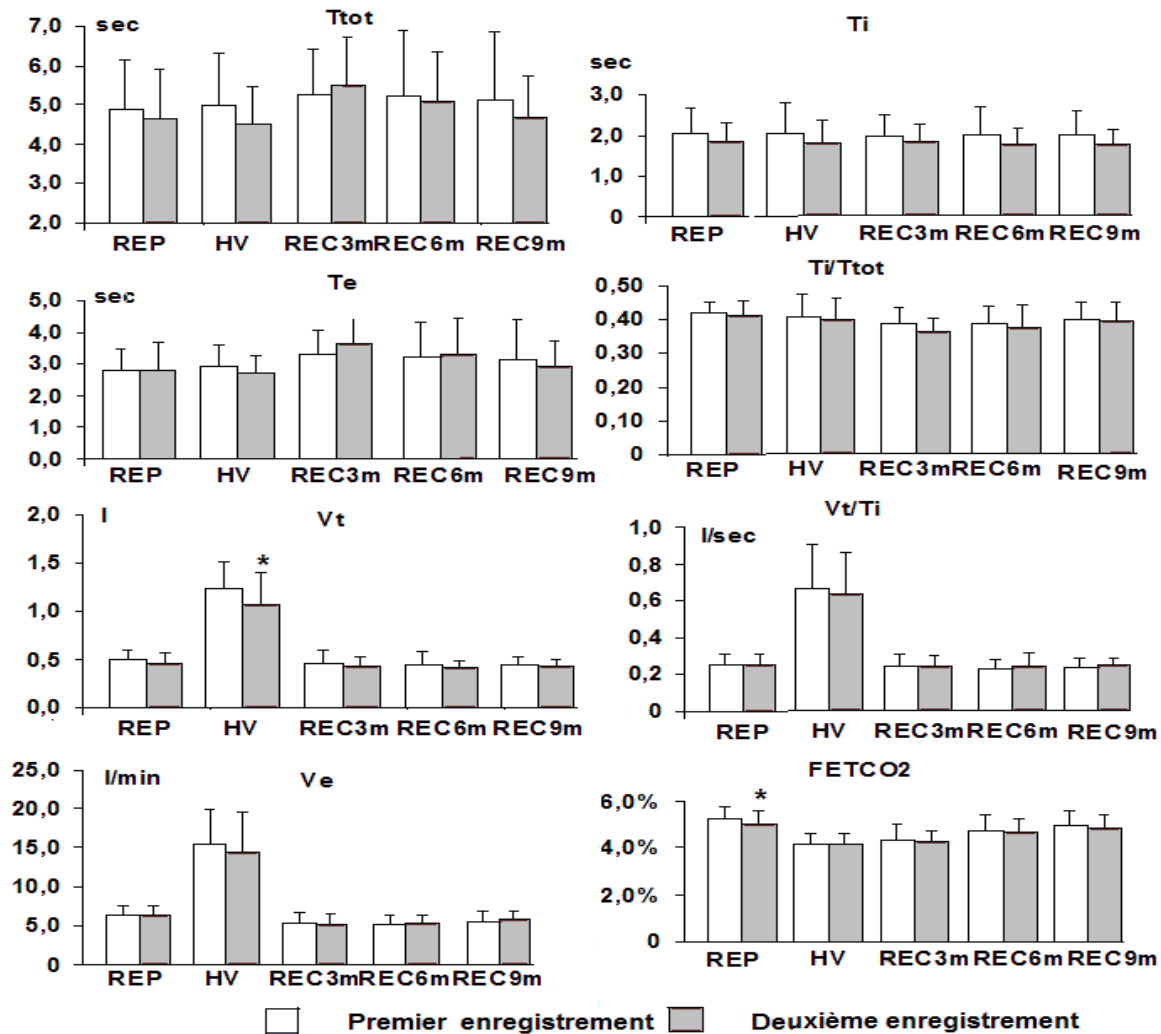 Ttot
sec
7,0
6,0
5,0
4,0
3,0
2,0
REP HV REC3m REC6m REC9m
Ti
sec
3,0
2,0
1,0
0
REP HV REC3m REC6m REC9m
Te
sec
5,0
4,0
3,0
2,0
1,0
0,0
REP HV REC3m REC6m REC9m
Ti/Ttot
0,50
0,40
0,30
0,20
0,10
0
REP HV REC3m REC6m REC9m
Vt
l
2,0
1,5
1,0
0,5
0,0
*
REP HV REC3m REC6m REC9m
Vt/Ti
l/sec
1,0
0,8
0,6
0,4
0,2
0
REP HV REC3m REC6m REC9m
Ve
l/min
25,0
20,0
15,0
10,0
5,0
0
REP HV REC3m REC6m REC9m
FETCO2
6,0%
4,0%
2,0%
0
*
REP HV REC3m REC6m REC9m
Premier enregistrement Deuxième enregistrement